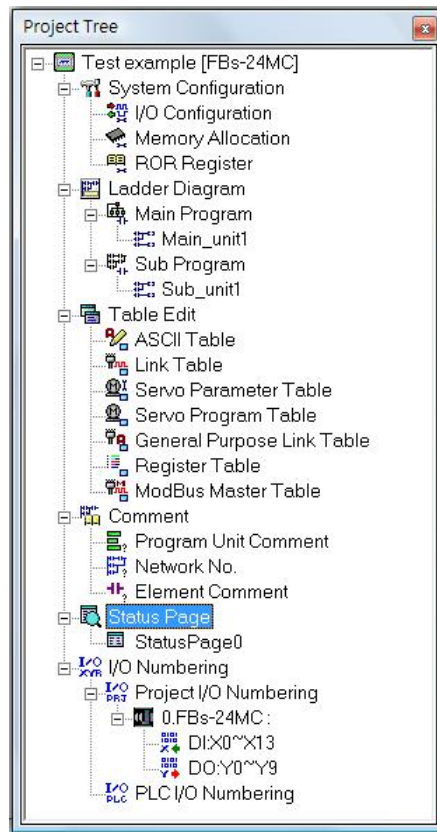 Project Tree
Test example [FBs-24MC]
System Configuration
I/O Configuration
Memory Allocation
ROR Register
Ladder Diagram
Main Program
Main_unit1
Sub Program
Sub_unit1
Table Edit
ASCII Table
Link Table
Servo Parameter Table
Servo Program Table
General Purpose Link Table
Register Table
ModBus Master Table
Comment
Program Unit Comment
Network No.
Element Comment
Status Page
StatusPage0
I/O Numbering
Project I/O Numbering
0.FBs-24MC :
DI:X0~X13
DO:Y0~Y9
PLC I/O Numbering